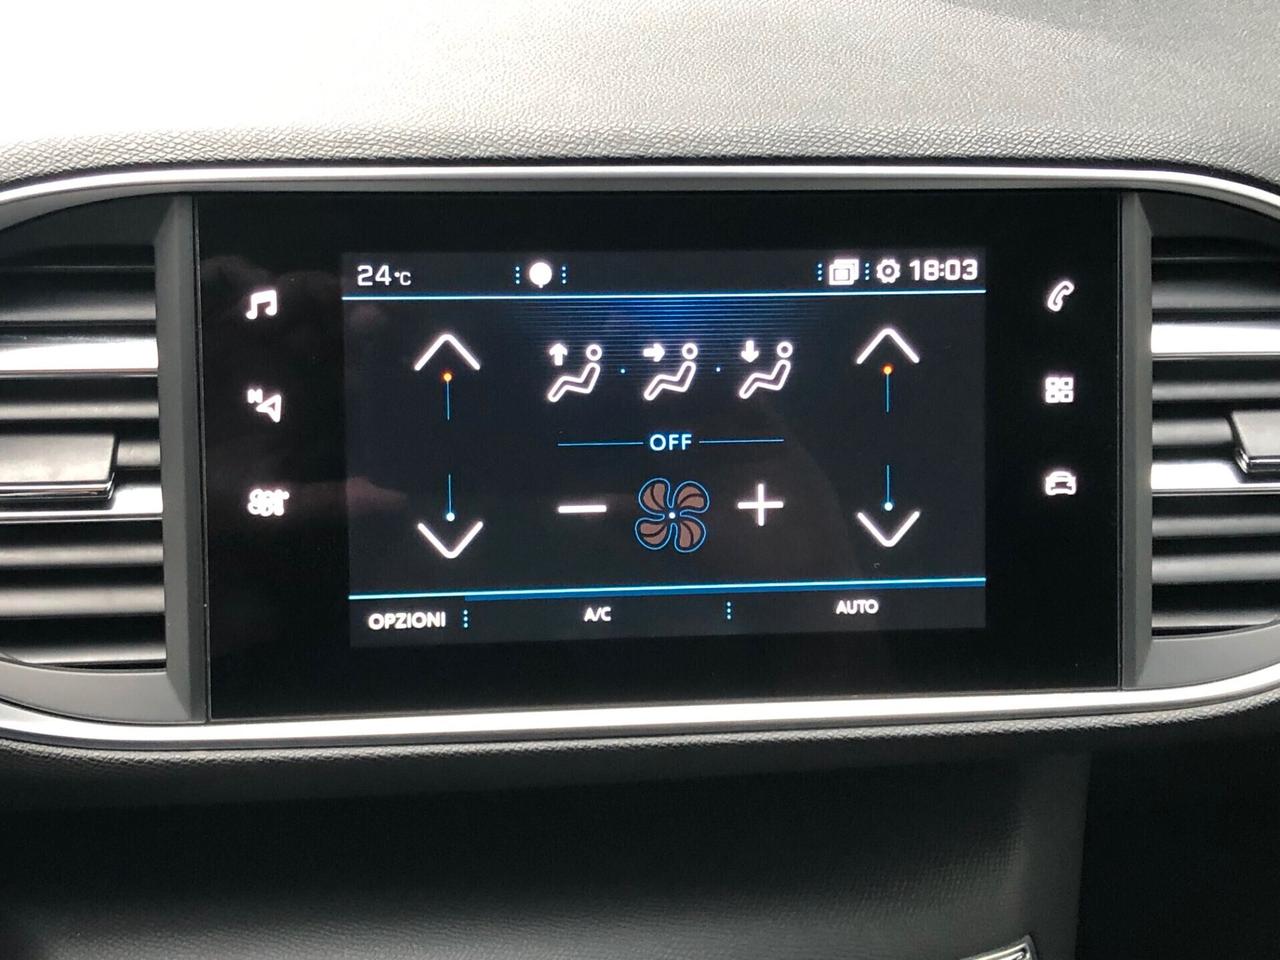 24°C
18:03
N
OFF
OPZIONI
A/C
AUTO